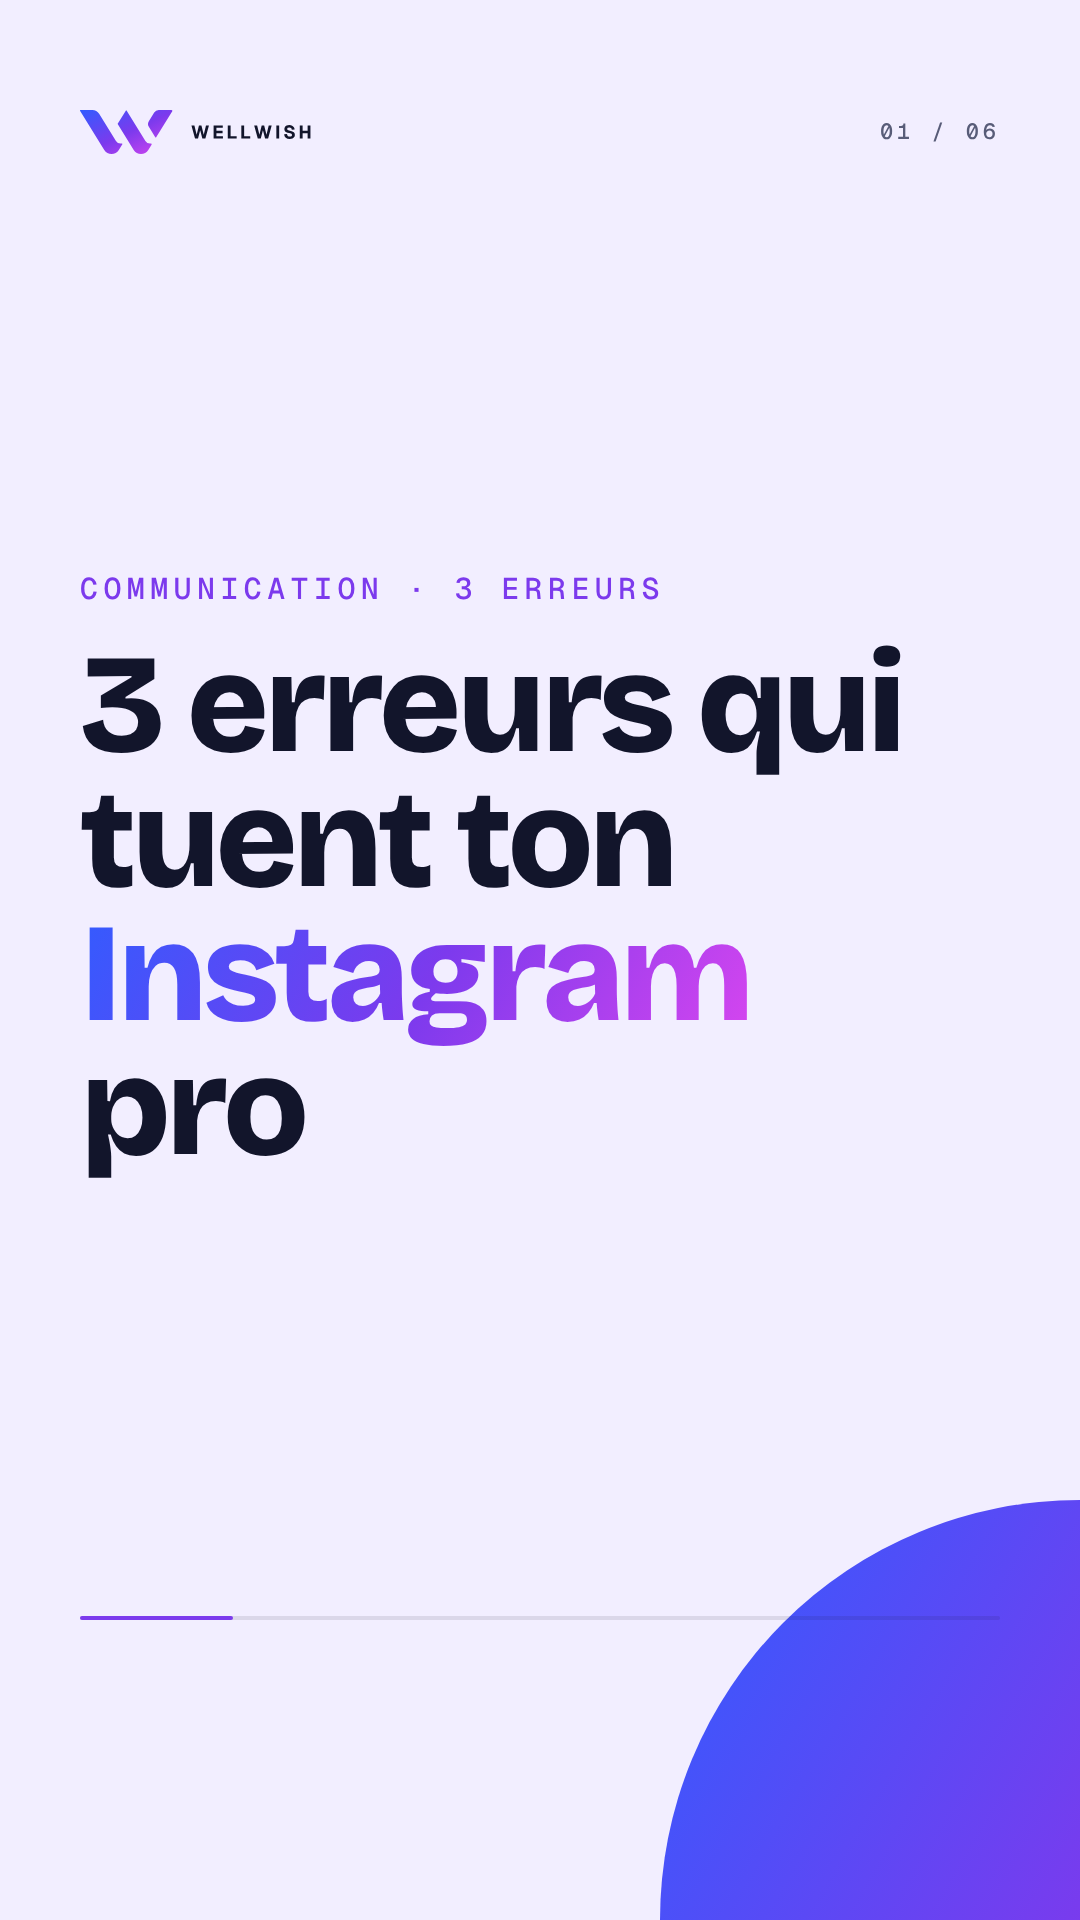 WELLWISH
01 / 06
COMMUNICATION · 3 ERREURS
3 erreurs qui
tuent ton
Instagram
pro